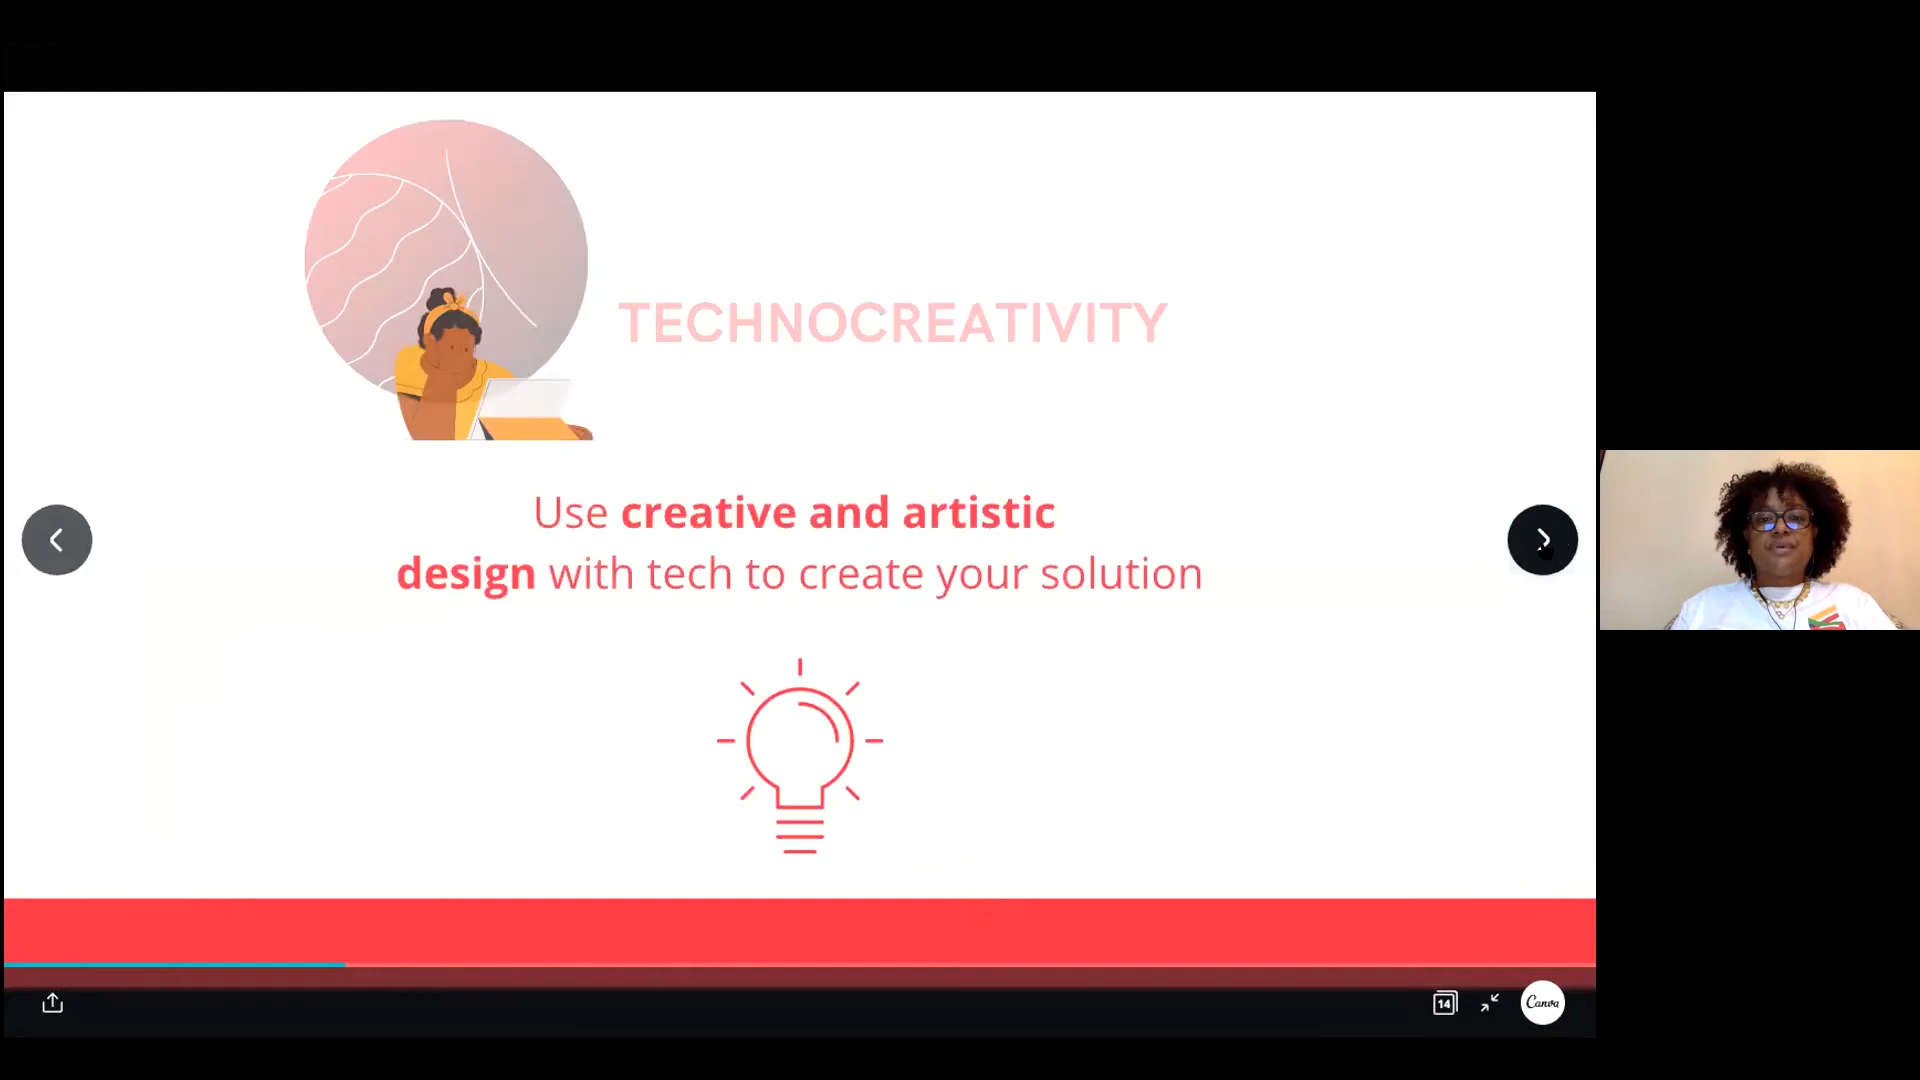 TECHNOCREATIVITY
Use creative and artistic
design with tech to create your solution
14
Canva